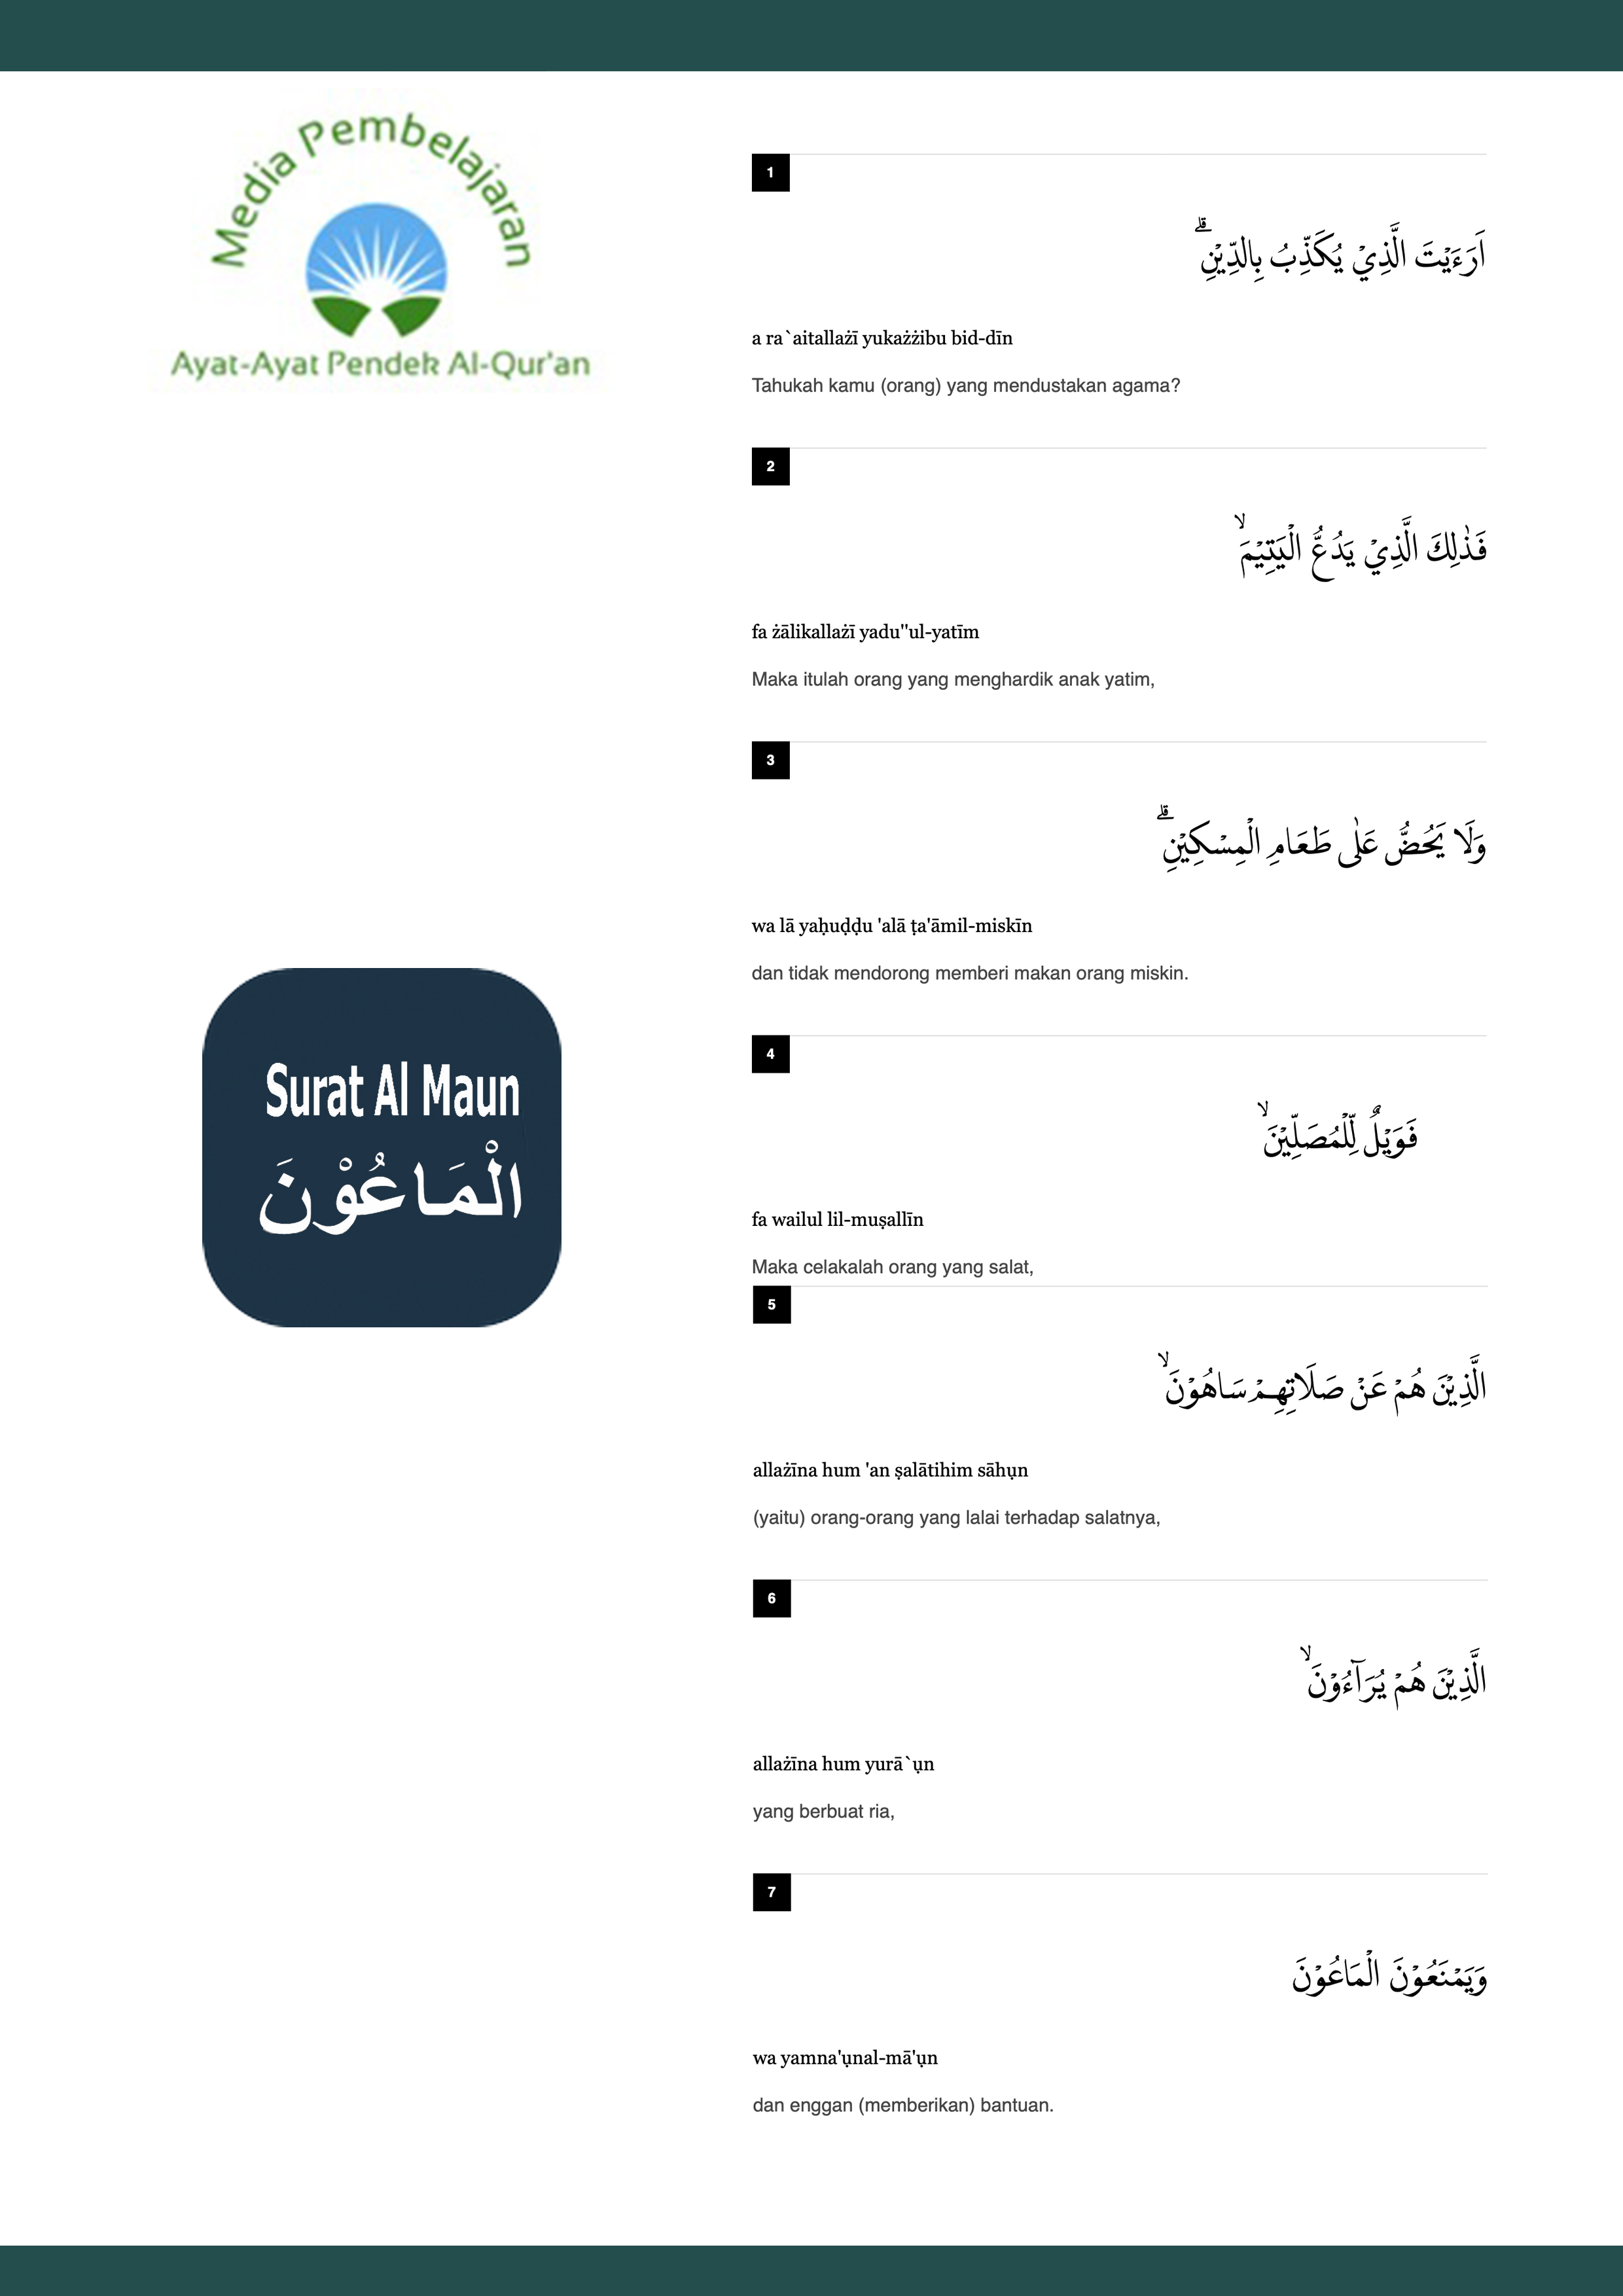 Media Pembelajaran
Ayat-Ayat Pendek Al-Qur'an
Surat Al Maun
الْمَاعُوْنَ
1
اَرَءَيْتَ الَّذِيْ يُكَذِّبُ بِالدِّيْنِۗ
a ra`aitallażī yukażżibu bid-dīn
Tahukah kamu (orang) yang mendustakan agama?
2
فَذٰلِكَ الَّذِيْ يَدُعُّ الْيَتِيْمَۙ
fa żālikallażī yadu''ul-yatīm
Maka itulah orang yang menghardik anak yatim,
3
وَلَا يَحُضُّ عَلٰى طَعَامِ الْمِسْكِيْنِۗ
wa lā yaḥuḍḍu 'alā ṭa'āmil-miskīn
dan tidak mendorong memberi makan orang miskin.
4
فَوَيْلٌ لِّلْمُصَلِّيْنَۙ
fa wailul lil-muṣallīn
Maka celakalah orang yang salat,
5
الَّذِيْنَ هُمْ عَنْ صَلَاتِهِمْ سَاهُوْنَۙ
allażīna hum 'an ṣalātihim sāhụn
(yaitu) orang-orang yang lalai terhadap salatnya,
6
الَّذِيْنَ هُمْ يُرَاۤءُوْنَۙ
allażīna hum yurā`ụn
yang berbuat ria,
7
وَيَمْنَعُوْنَ الْمَاعُوْنَ
wa yamna'ụnal-mā'ụn
dan enggan (memberikan) bantuan.